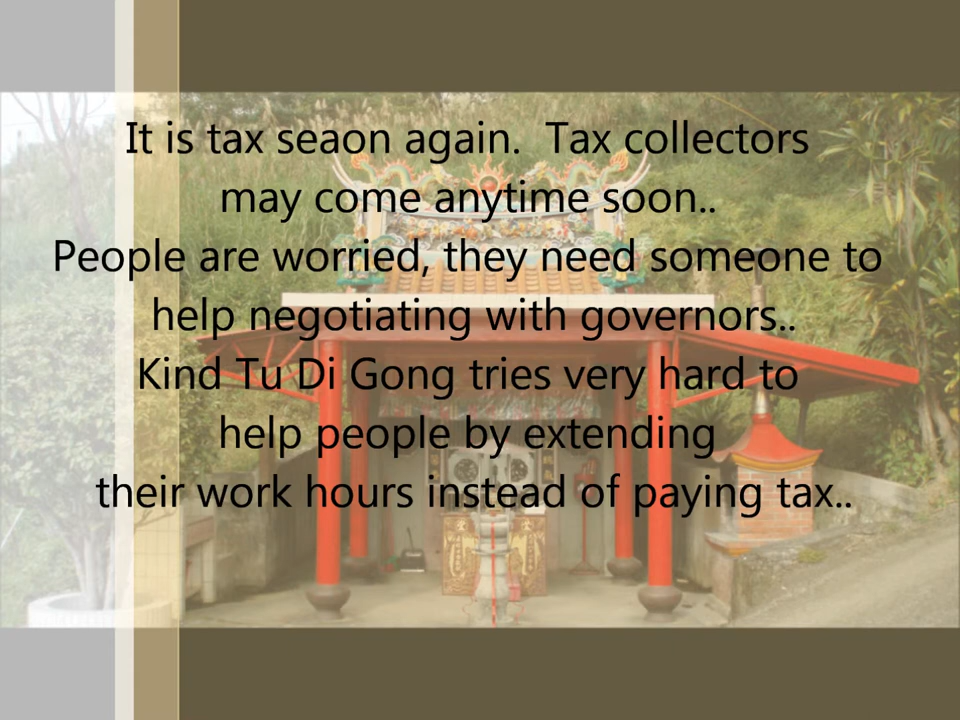 It is tax seaon again.  Tax collectors
may come anytime soon..
People are worried, they need someone to
help negotiating with governors..
Kind Tu Di Gong tries very hard to
help people by extending
their work hours instead of paying tax..